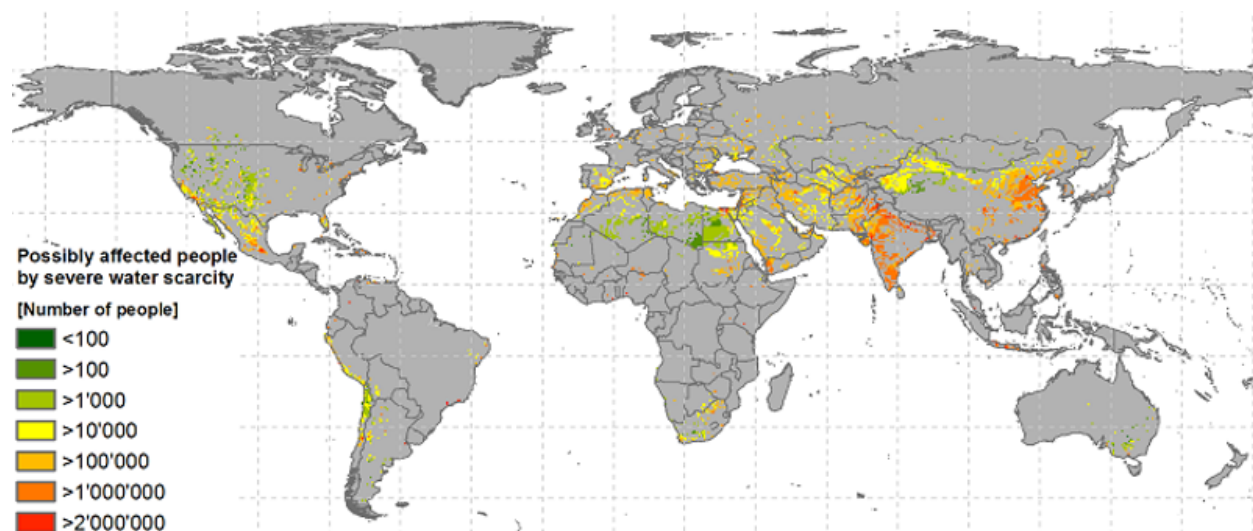 Possibly affected people
by severe water scarcity
[Number of people]
<100
>100
>1'000
>10'000
>100'000
>1'000'000
>2'000'000